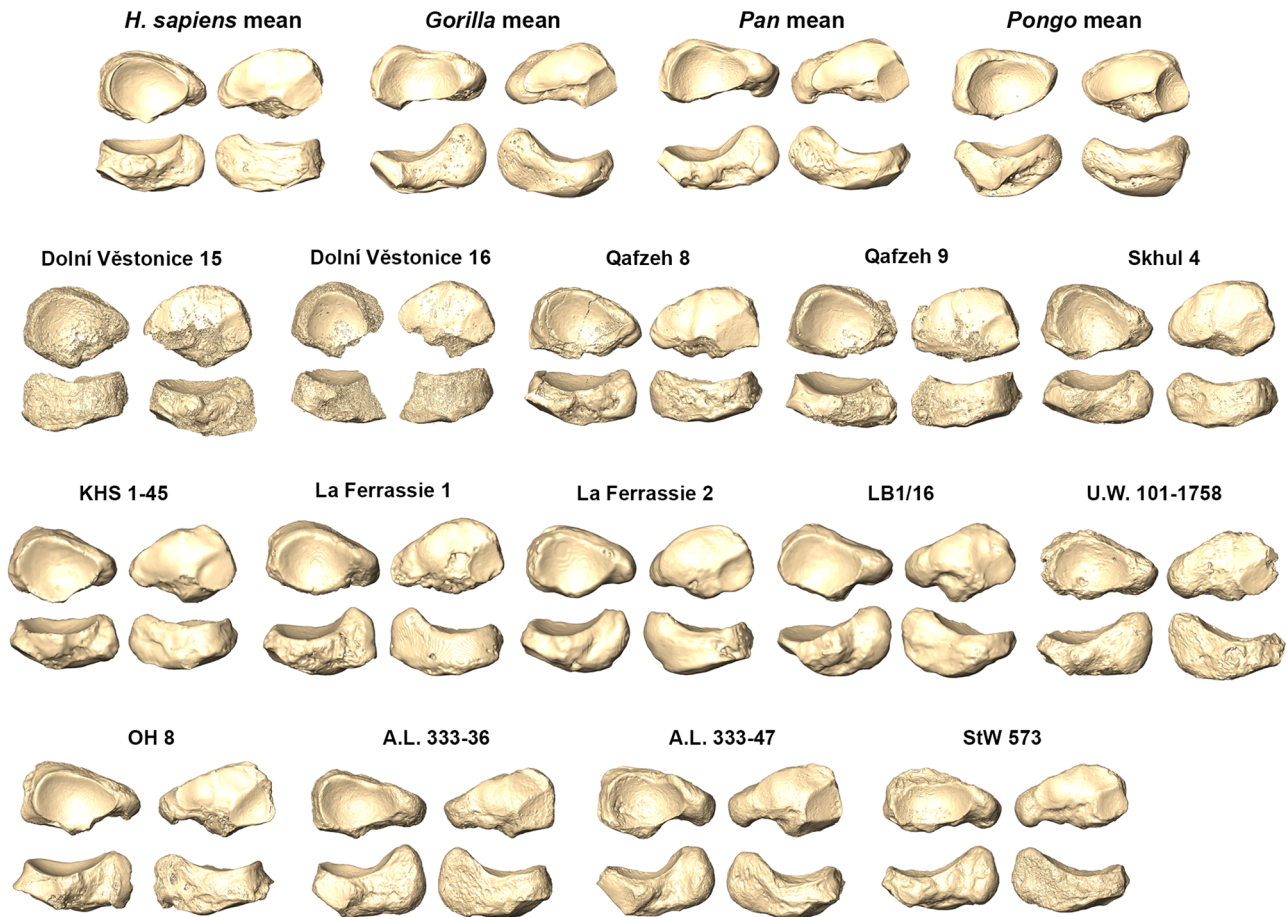 H. sapiens mean
Gorilla mean
Pan mean
Pongo mean
Dolní Věstonice 15
Dolní Věstonice 16
Qafzeh 8
Qafzeh 9
Skhul 4
KHS 1-45
La Ferrassie 1
La Ferrassie 2
LB1/16
U.W. 101-1758
OH 8
A.L. 333-36
A.L. 333-47
StW 573